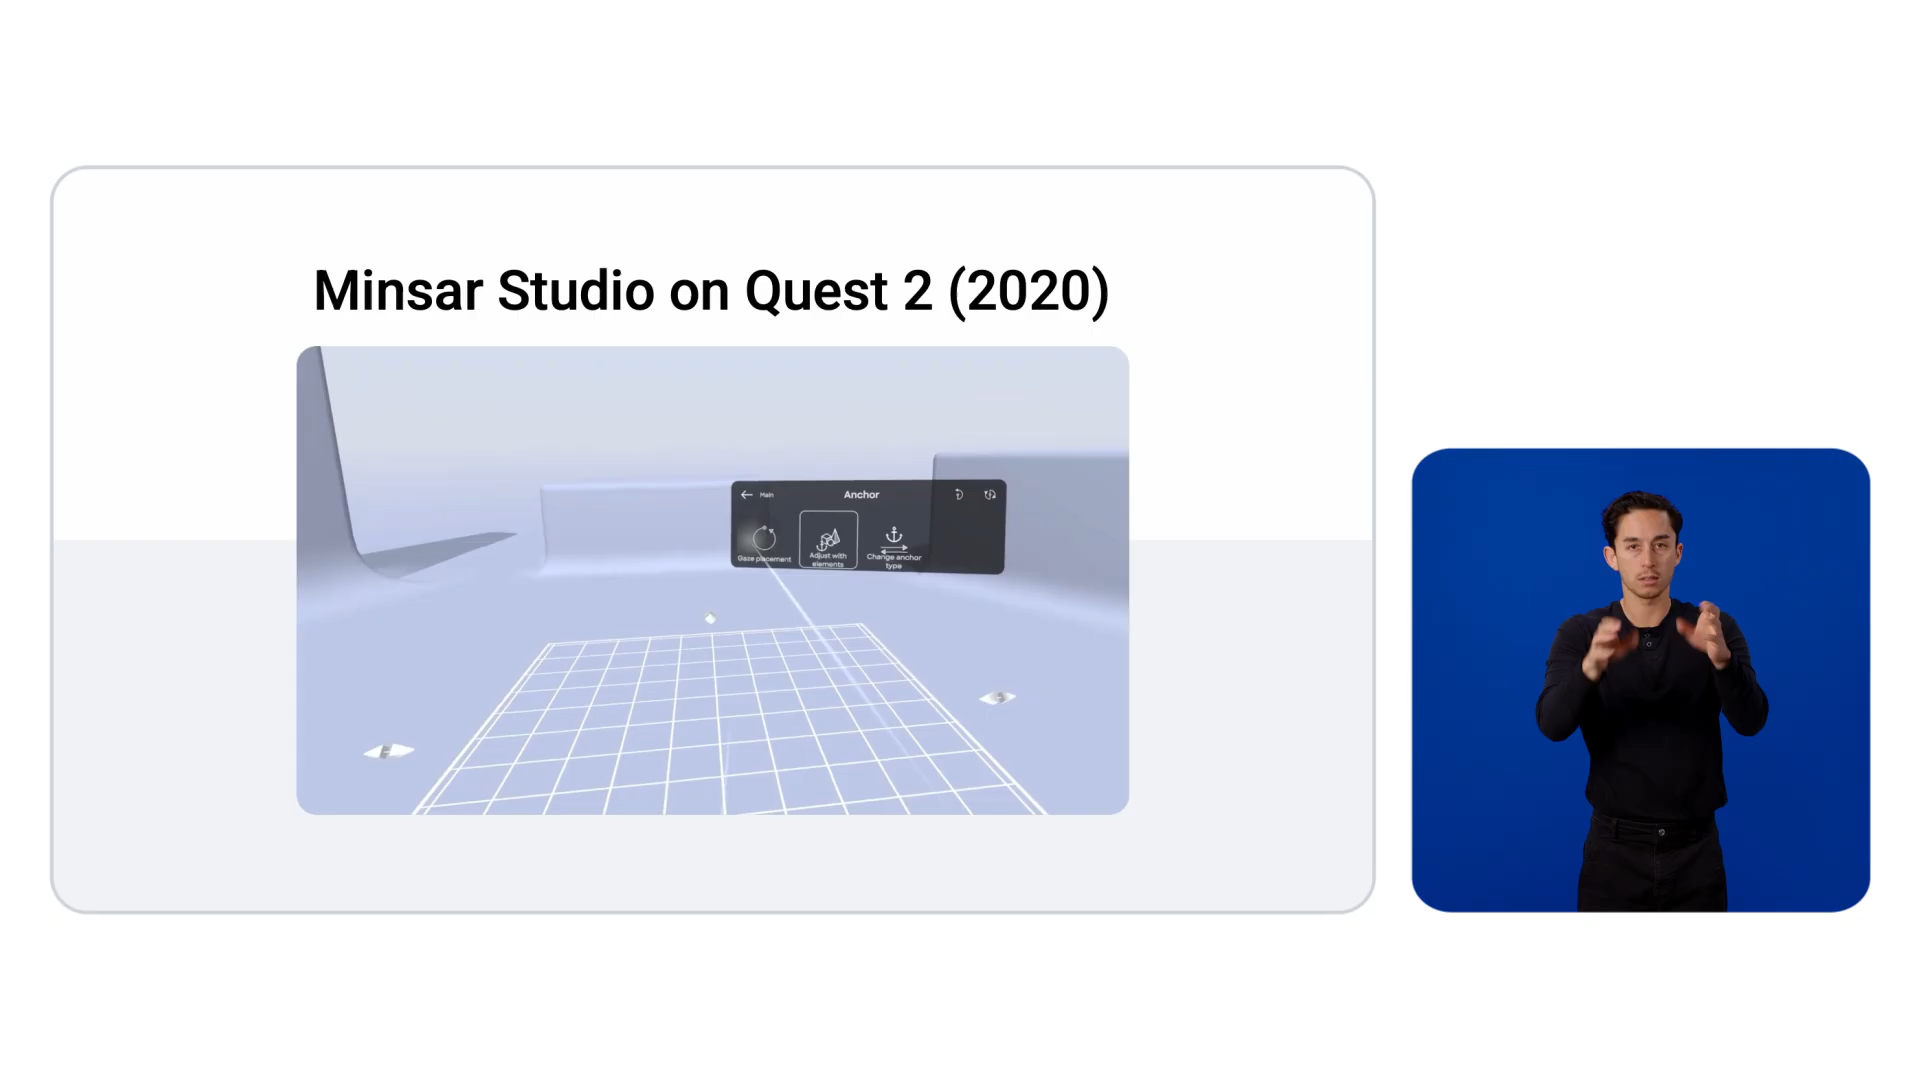 Minsar Studio on Quest 2 (2020)
Main
Anchor
Gaze placement
Adjust with
elements
Change anchor
type